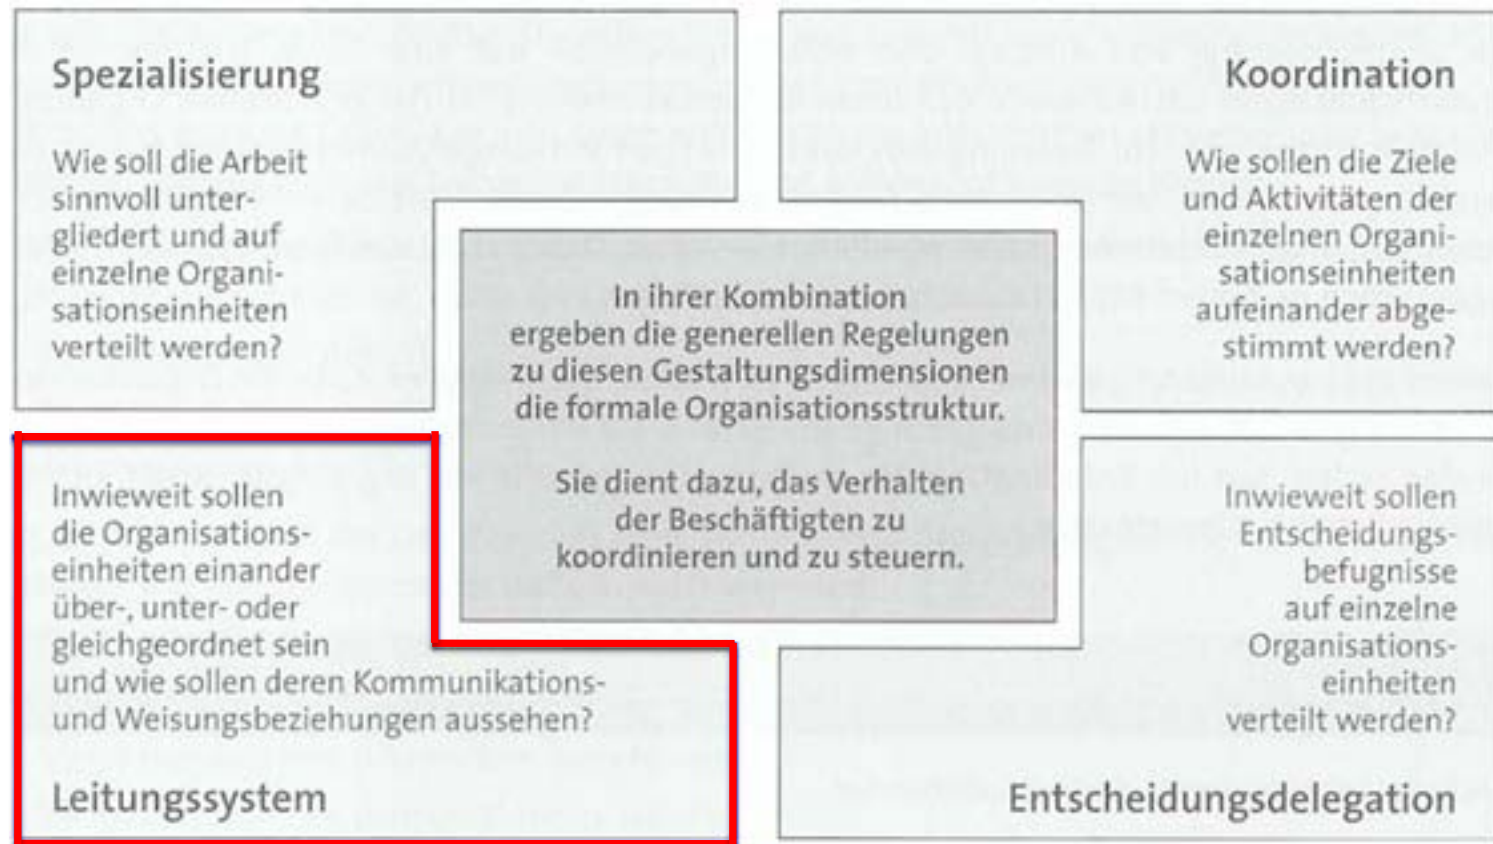 Spezialisierung
Wie soll die Arbeit
sinnvoll unter-
gliedert und auf
einzelne Organi-
sationseinheiten
verteilt werden?
Koordination
Wie sollen die Ziele
und Aktivitäten der
einzelnen Organi-
sationseinheiten
aufeinander abge-
stimmt werden?
In ihrer Kombination
ergeben die generellen Regelungen
zu diesen Gestaltungsdimensionen
die formale Organisationsstruktur.
Sie dient dazu, das Verhalten
der Beschäftigten zu
koordinieren und zu steuern.
Inwieweit sollen
die Organisations-
einheiten einander
über-, unter- oder
gleichgeordnet sein
und wie sollen deren Kommunikations-
und Weisungsbeziehungen aussehen?
Leitungssystem
Inwieweit sollen
Entscheidungs-
befugnisse
auf einzelne
Organisations-
einheiten
verteilt werden?
Entscheidungsdelegation